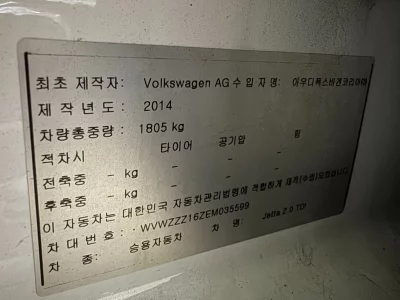 최초 제작자: Volkswagen AG 수 입 자 명: 아우디폭스바겐코리아㈜
제 작 년 도 : 2014
차량총중량 : 1805 kg
적차시 타이어 공기압 림
전축중 - kg - -
후축중 - kg - -
이 자동차는 대한민국 자동차관리법령에 적합하게 제작(수입)되었습니다
차 대 번 호 : WVWZZZ16ZEM035599
차 종: 승용자동차 차 명: Jetta 2.0 TDI